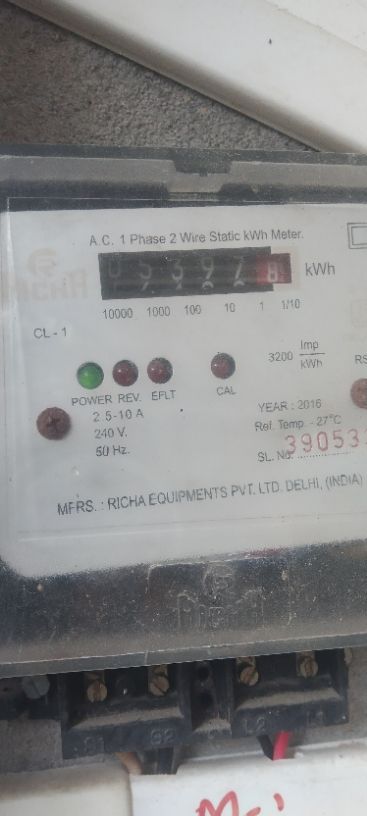 A.C. 1 Phase 2 Wire Static kWh Meter.
kWh
10000 1000 100 10 1 1/10
CL - 1
3200 Imp/kWh
POWER REV. EFLT CAL
2.5-10 A
240 V.
50 Hz.
YEAR : 2016
Ref. Temp. - 27°C
SL. No. 39053
MFRS. : RICHA EQUIPMENTS PVT. LTD. DELHI, (INDIA)